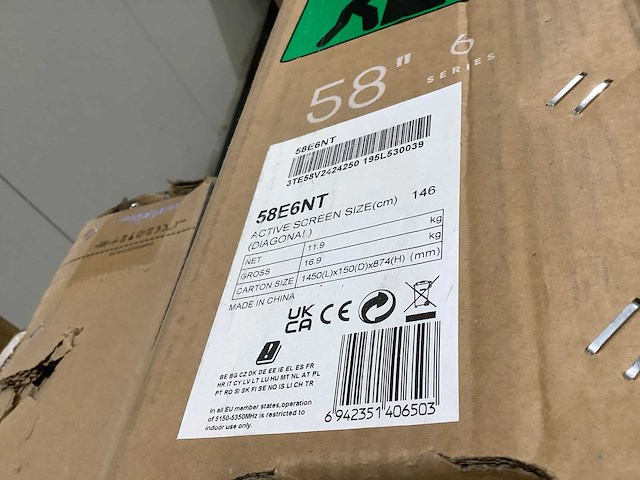 58" 6
SERIES
58E6NT
3TE58V2424250 195L530039
58E6NT
ACTIVE SCREEN SIZE(cm) 146
(DIAGONAL)
NET 11.9 kg
GROSS 16.9 kg
CARTON SIZE 1450(L)x150(D)x874(H) (mm)
MADE IN CHINA
UK
CA CE
BE BG CZ DK DE EE IE EL ES FR
HR IT CY LV LT LU HU MT NL AT PL
PT RO SI SK FI SE NO IS LI CH TR
In all EU member states,operation
of 5150-5350MHz is restricted to
indoor use only.
6 942351 406503